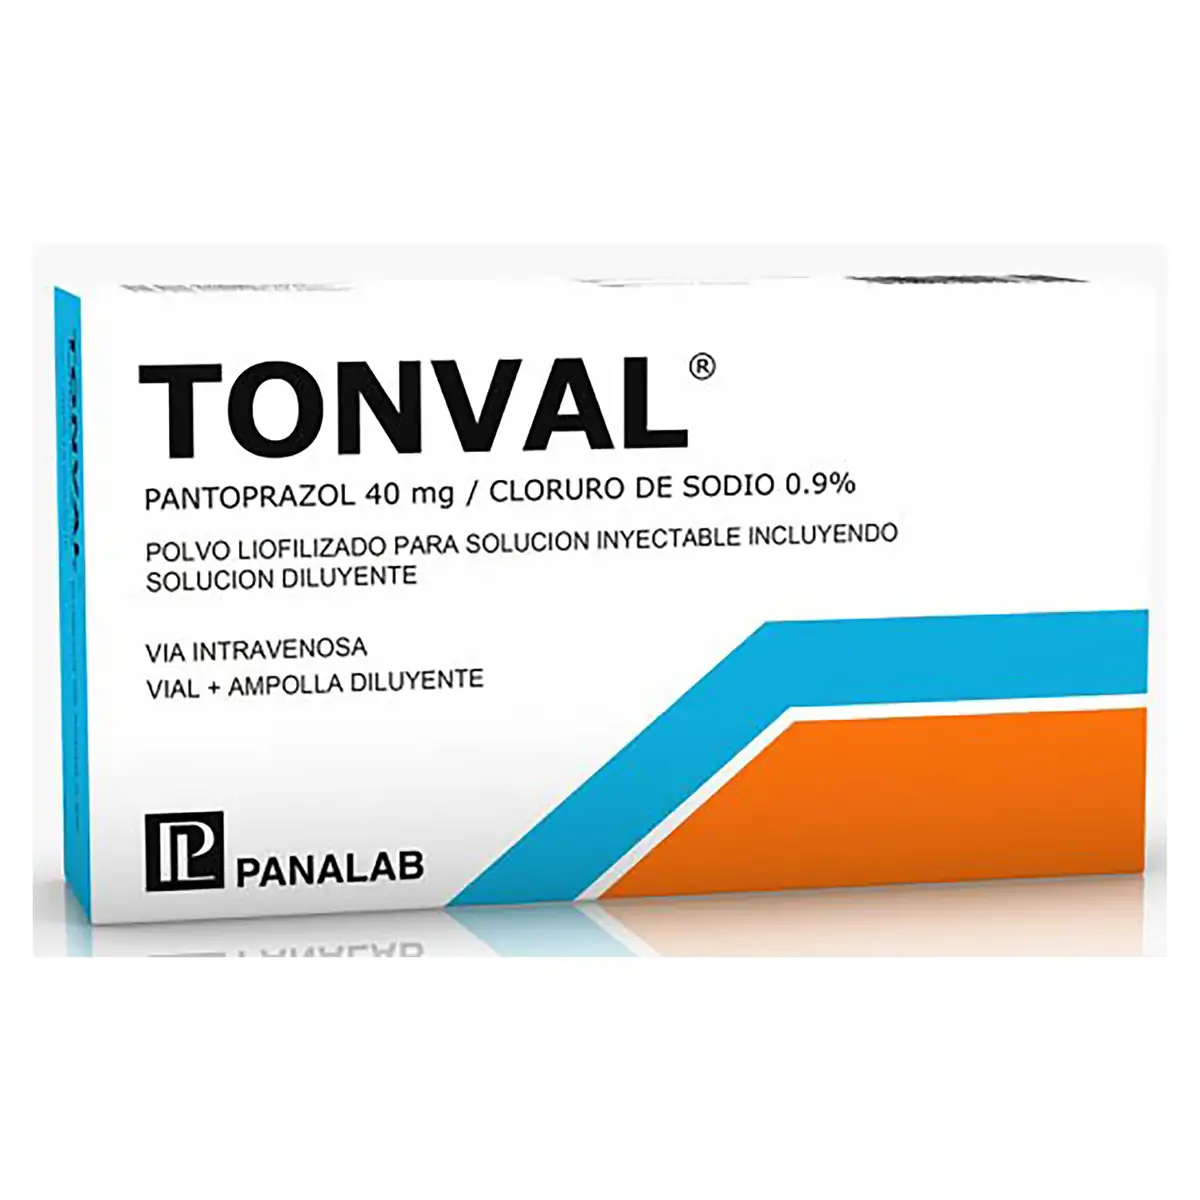 TONVAL®
PANTOPRAZOL 40 mg / CLORURO DE SODIO 0.9%
POLVO LIOFILIZADO PARA SOLUCION INYECTABLE INCLUYENDO
SOLUCION DILUYENTE
VIA INTRAVENOSA
VIAL + AMPOLLA DILUYENTE
PL PANALAB
TONVAL